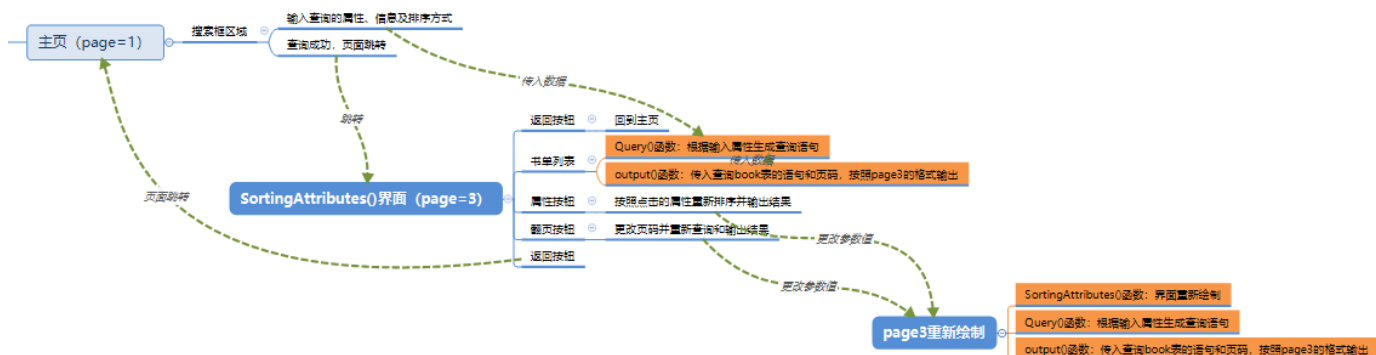 主页（page=1）
搜素框区域
输入查询的属性、信息及排序方式
查询成功，页面跳转
传入数据
跳转
页面跳转
SortingAttributes()界面（page=3）
返回按钮
回到主页
书单列表
Query()函数：根据输入属性生成查询语句
传入数据
output()函数：传入查询book表的语句和页码，按照page3的格式输出
属性按钮
按照点击的属性重新排序并输出结果
翻页按钮
更改页码并重新查询和输出结果
返回按钮
更改参数值
更改参数值
page3重新绘制
SortingAttributes()函数：界面重新绘制
Query()函数：根据输入属性生成查询语句
output()函数：传入查询book表的语句和页码，按照page3的格式输出